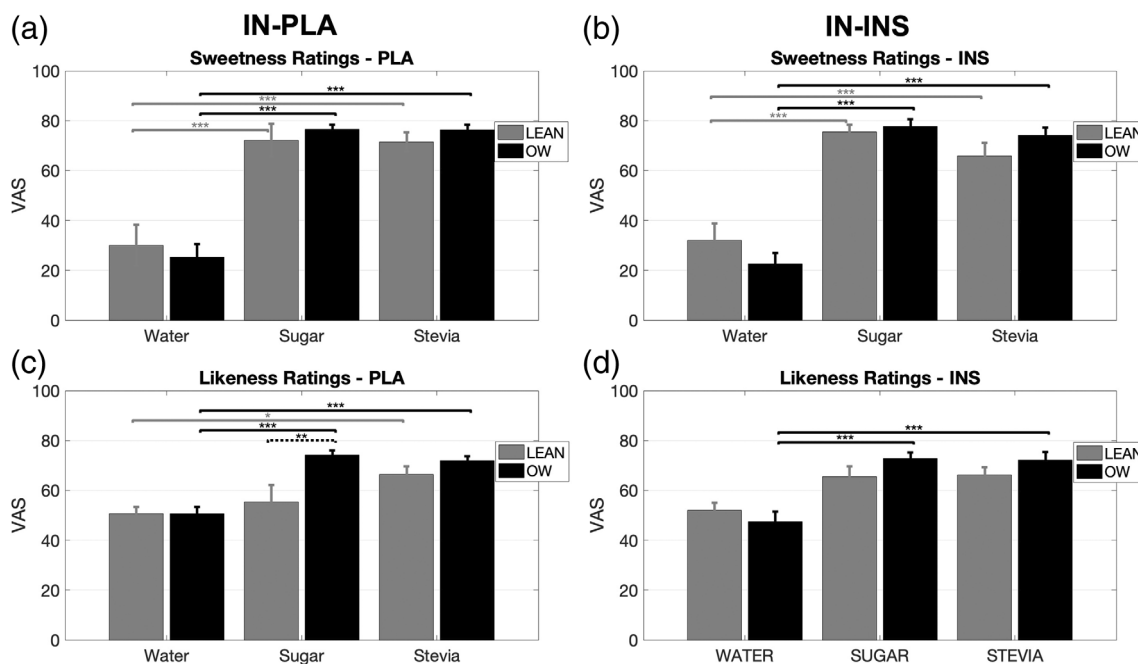 (a)
IN-PLA
Sweetness Ratings - PLA
100
80
60
40
20
0
VAS
***
***
***
***
LEAN
OW
Water
Sugar
Stevia
(b)
IN-INS
Sweetness Ratings - INS
100
80
60
40
20
0
VAS
***
***
***
***
LEAN
OW
Water
Sugar
Stevia
(c)
Likeness Ratings - PLA
100
80
60
40
20
0
VAS
***
*
***
**
LEAN
OW
Water
Sugar
Stevia
(d)
Likeness Ratings - INS
100
80
60
40
20
0
VAS
***
***
LEAN
OW
WATER
SUGAR
STEVIA